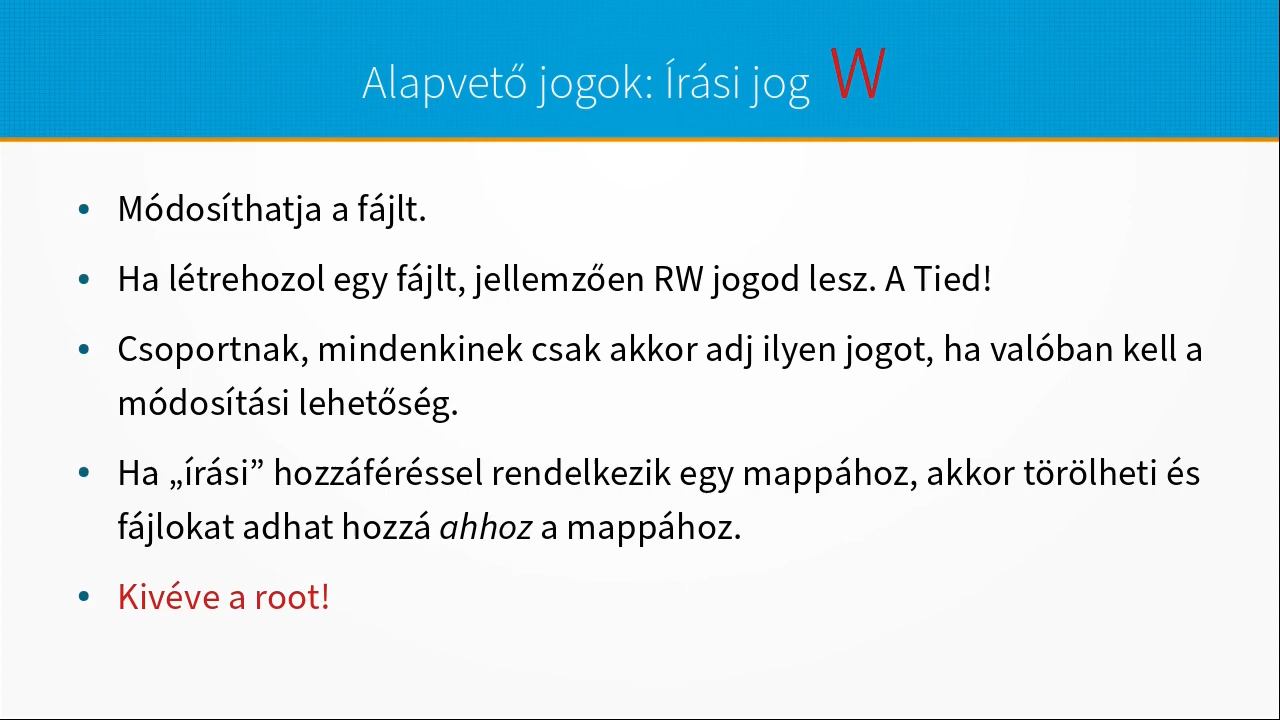 Alapvető jogok: Írási jog W
• Módosíthatja a fájlt.
• Ha létrehozol egy fájlt, jellemzően RW jogod lesz. A Tied!
• Csoportnak, mindenkinek csak akkor adj ilyen jogot, ha valóban kell a
módosítási lehetőség.
• Ha „írási” hozzáféréssel rendelkezik egy mappához, akkor törölheti és
fájlokat adhat hozzá ahhoz a mappához.
• Kivéve a root!